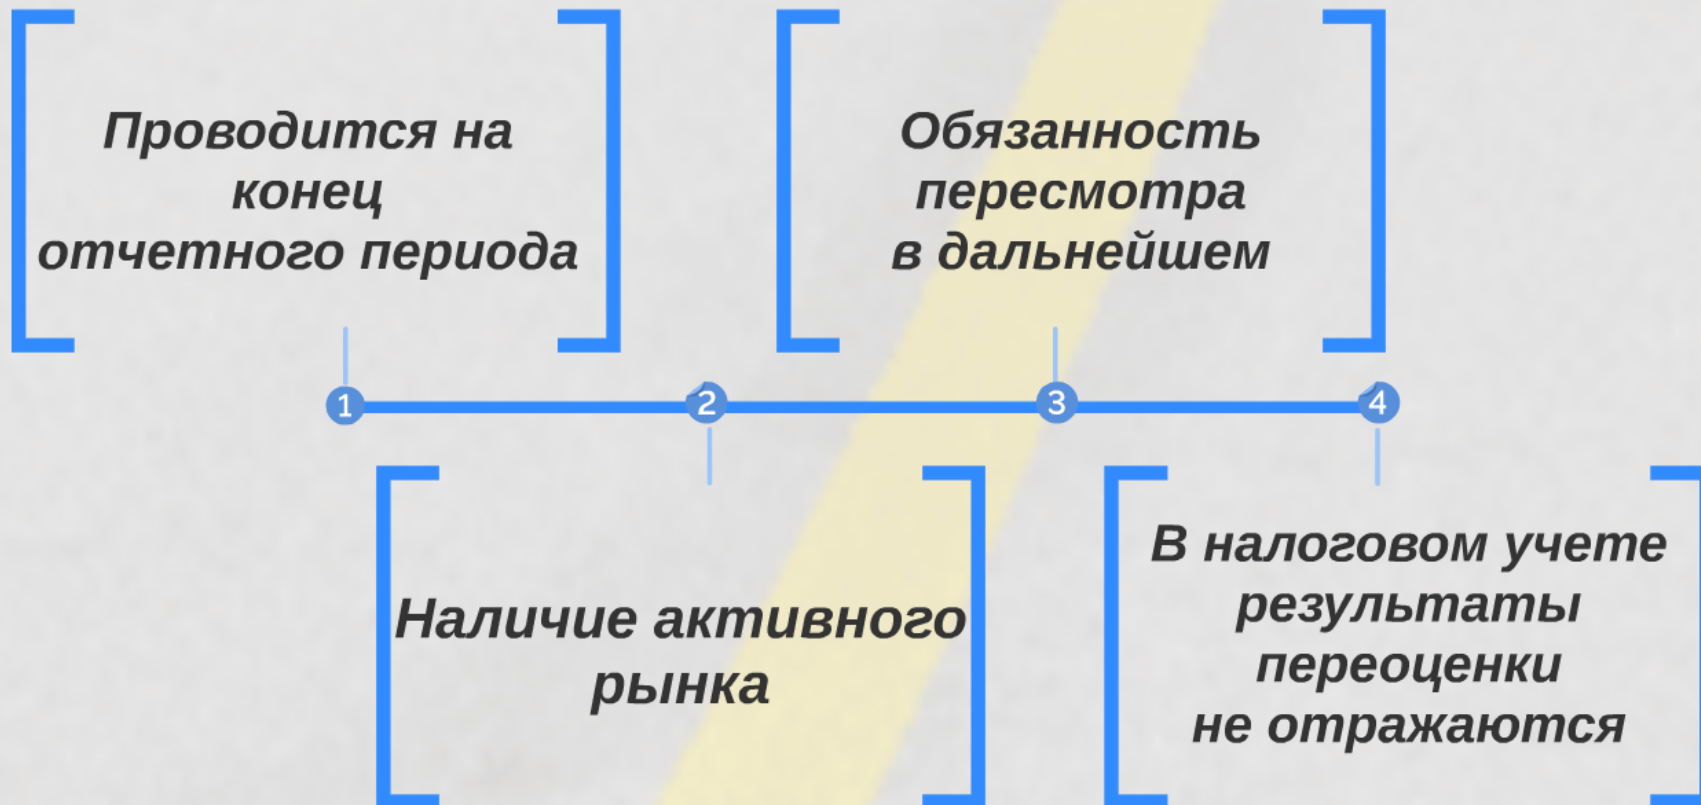 Проводится на
конец
отчетного периода
Обязанность
пересмотра
в дальнейшем
1
2
3
4
Наличие активного
рынка
В налоговом учете
результаты
переоценки
не отражаются